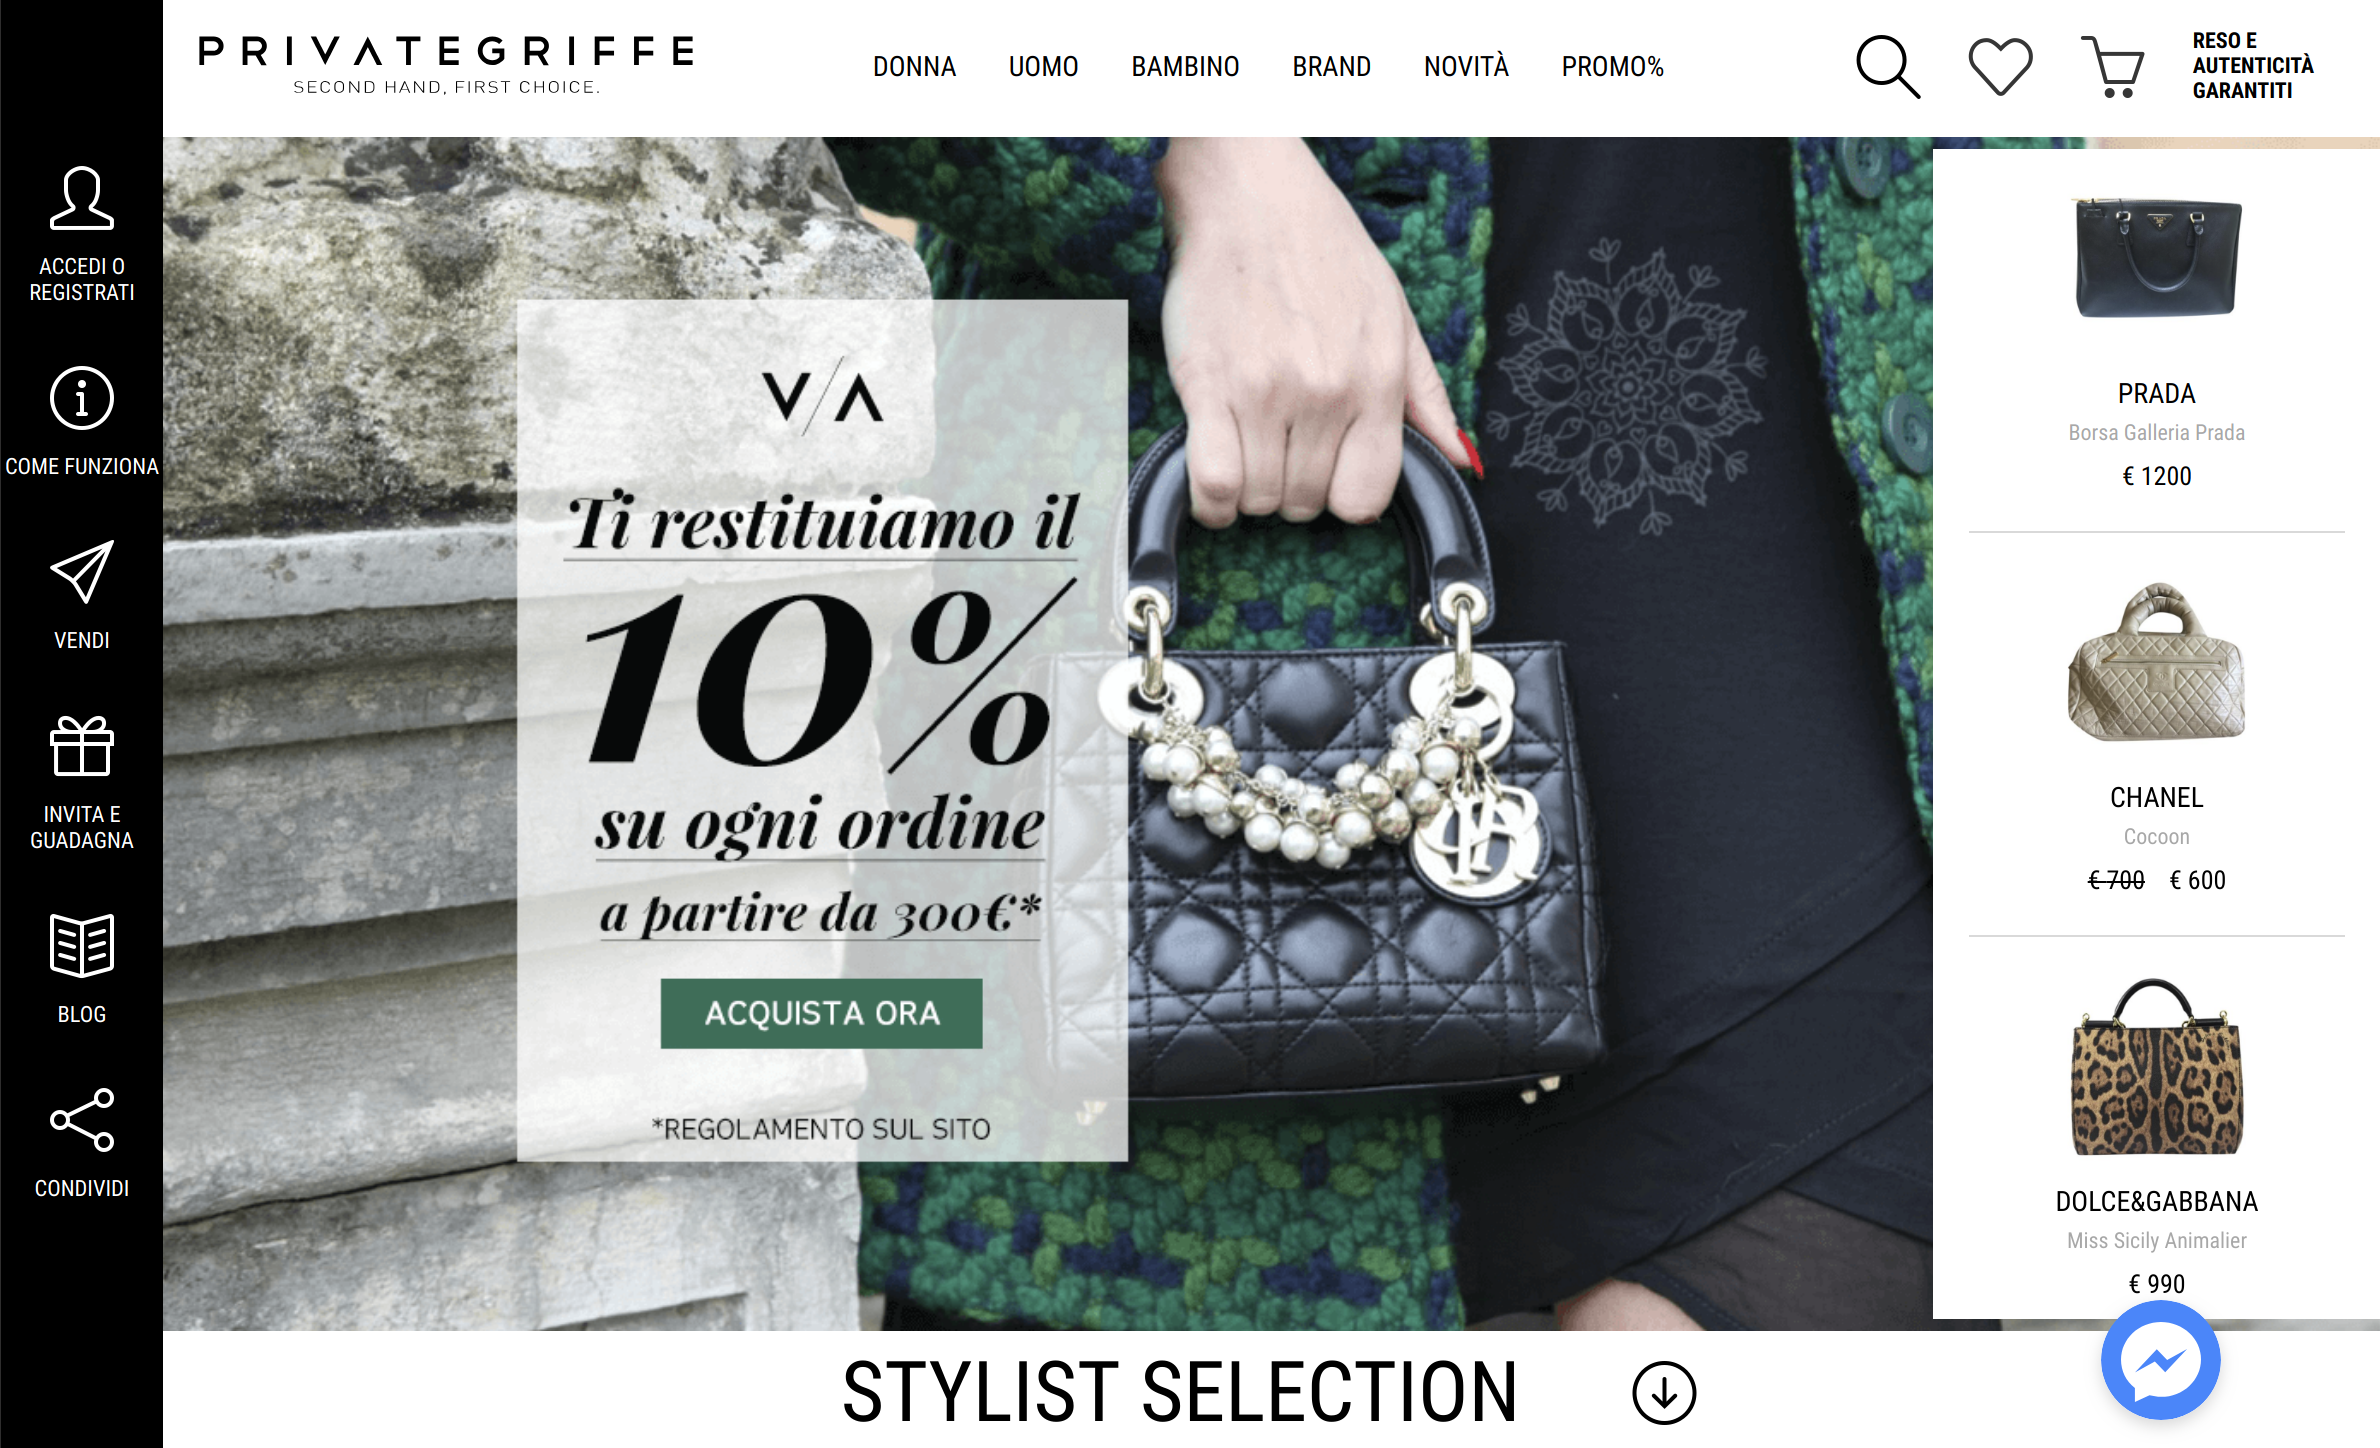 PRIVATEGRIFFE
SECOND HAND, FIRST CHOICE.
DONNA
UOMO
BAMBINO
BRAND
NOVITÀ
PROMO%
RESO E
AUTENTICITÀ
GARANTITI
ACCEDI O
REGISTRATI
COME FUNZIONA
VENDI
INVITA E
GUADAGNA
BLOG
CONDIVIDI
V/A
Ti restituiamo il
10%
su ogni ordine
a partire da 300€*
ACQUISTA ORA
*REGOLAMENTO SUL SITO
PRADA
Borsa Galleria Prada
€ 1200
CHANEL
Cocoon
€ 700 € 600
DOLCE&GABBANA
Miss Sicily Animalier
€ 990
STYLIST SELECTION